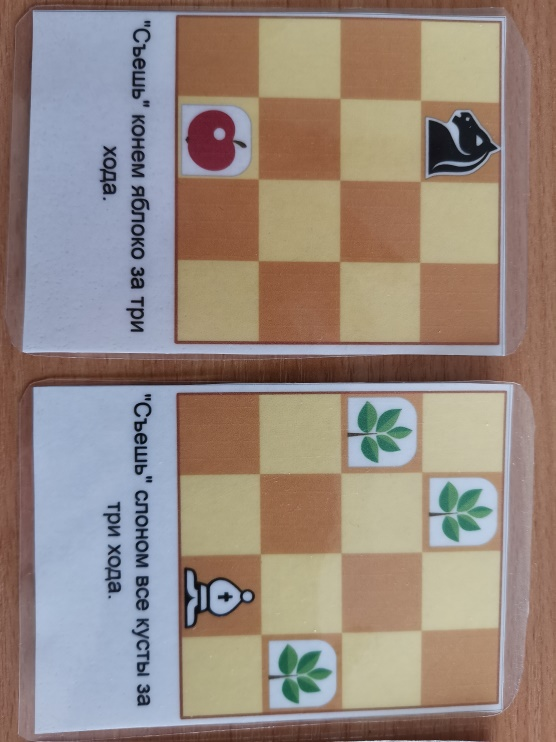 "Съешь" конем яблоко за три
хода.
"Съешь" слоном все кусты за
три хода.